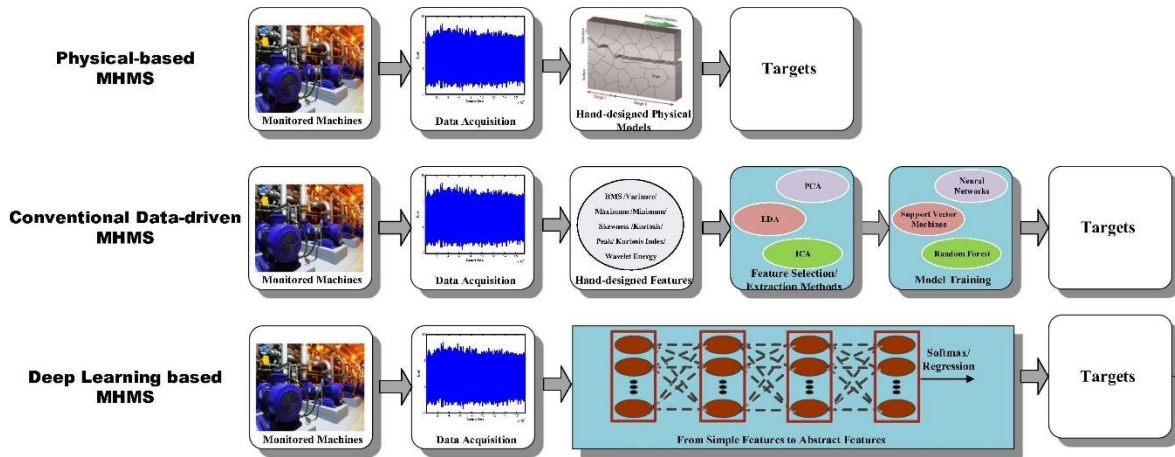 Physical-based
MHMS
Monitored Machines
Data Acquisition
Hand-designed Physical
Models
Targets
Conventional Data-driven
MHMS
Monitored Machines
Data Acquisition
RMS /Variance/
Maximum/Minimum/
Skewness /Kurtosis/
Peak/ Kurtosis Index/
Wavelet Energy
Hand-designed Features
PCA
LDA
ICA
Feature Selection/
Extraction Methods
Neural
Networks
Support Vector
Machines
Random Forest
Model Training
Targets
Deep Learning based
MHMS
Monitored Machines
Data Acquisition
Softmax/
Regression
From Simple Features to Abstract Features
Targets